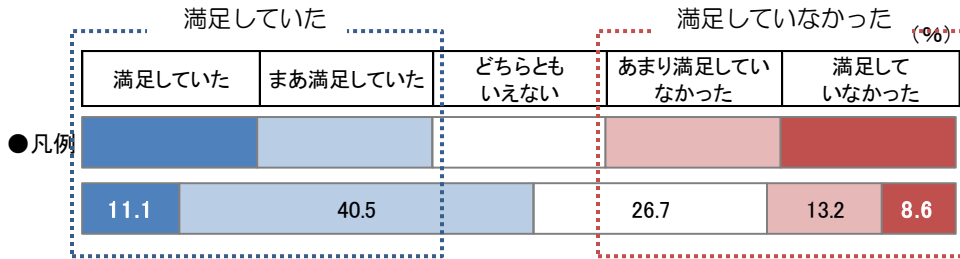 満足していた 満足していなかった
(%)
満足していた まあ満足していた どちらとも
いえない あまり満足してい
なかった 満足して
いなかった
●凡例
11.1 40.5 26.7 13.2 8.6